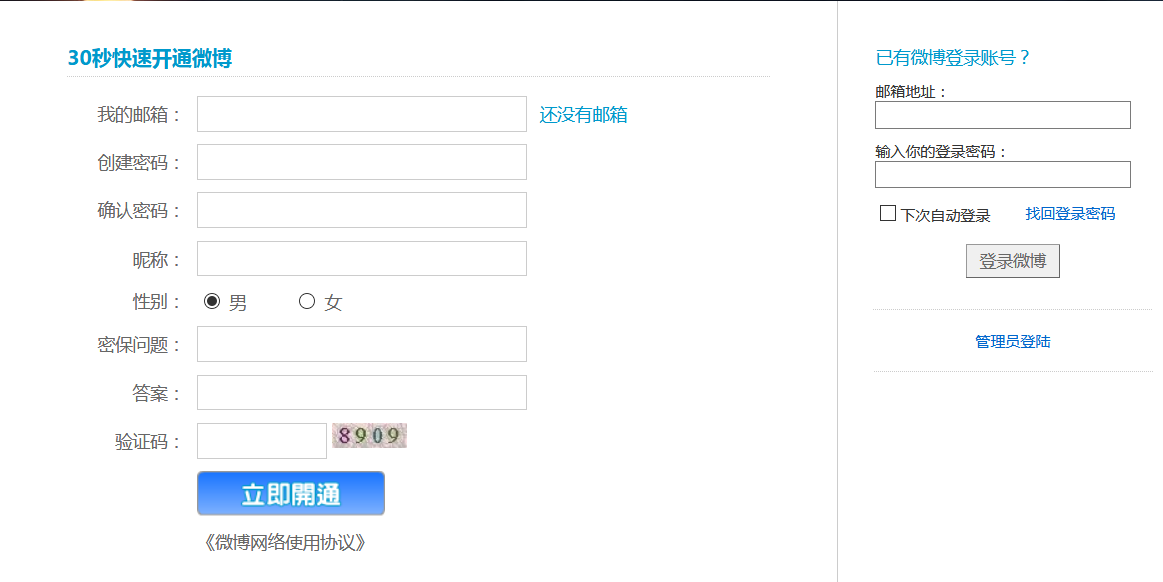 30秒快速开通微博
我的邮箱： 还没有邮箱
创建密码：
确认密码：
昵称：
性别： 男 女
密保问题：
答案：
验证码： 8909
立即開通
《微博网络使用协议》
已有微博登录账号？
邮箱地址：
输入你的登录密码：
下次自动登录 找回登录密码
登录微博
管理员登陆